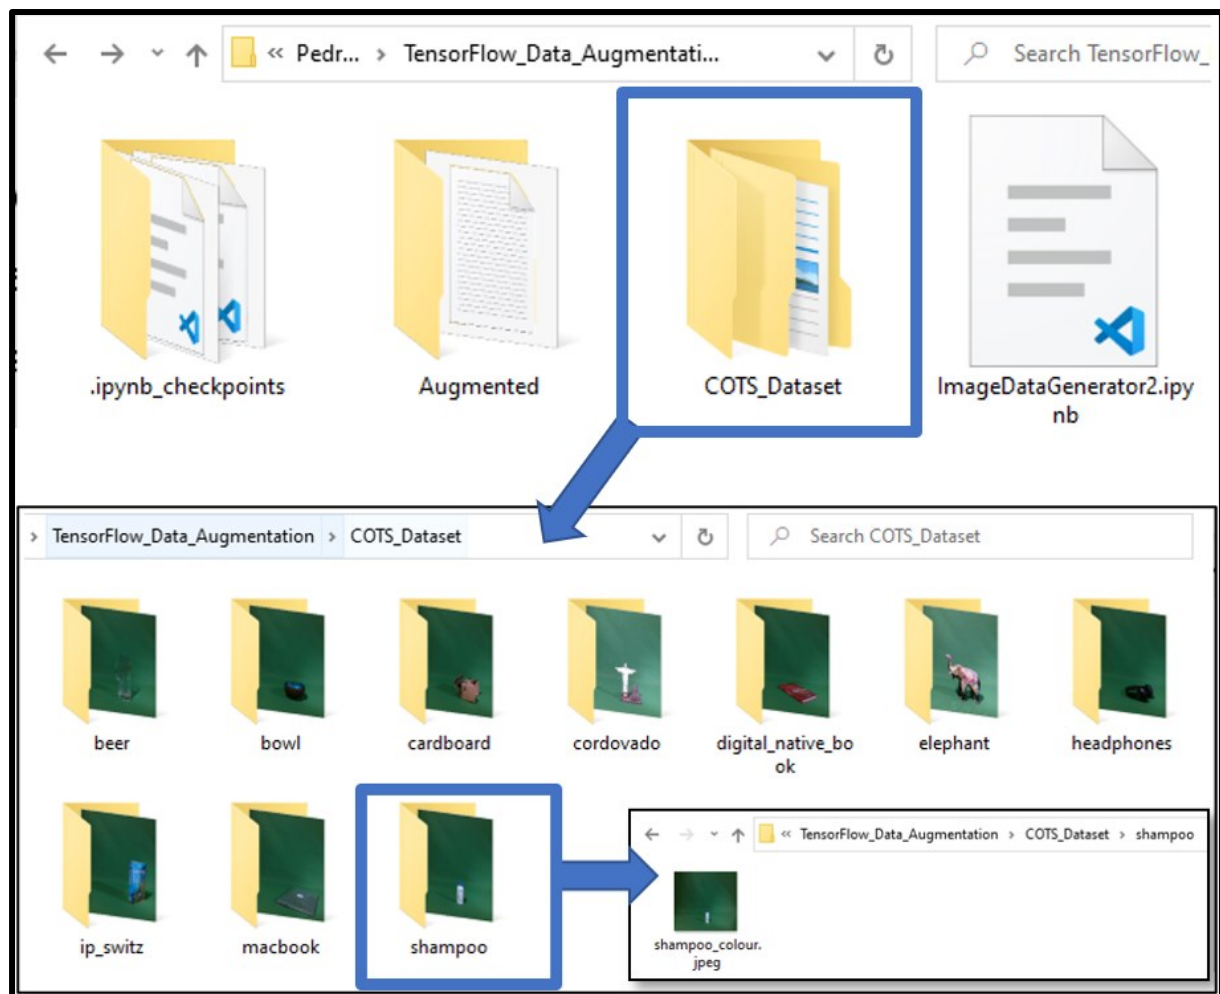 « Pedr... > TensorFlow_Data_Augmentati...
Search TensorFlow_
.ipynb_checkpoints
Augmented
COTS_Dataset
ImageDataGenerator2.ipy
nb
> TensorFlow_Data_Augmentation > COTS_Dataset
Search COTS_Dataset
beer
bowl
cardboard
cordovado
digital_native_bo
ok
elephant
headphones
ip_switz
macbook
shampoo
« TensorFlow_Data_Augmentation > COTS_Dataset > shampoo
shampoo_colour.
jpeg